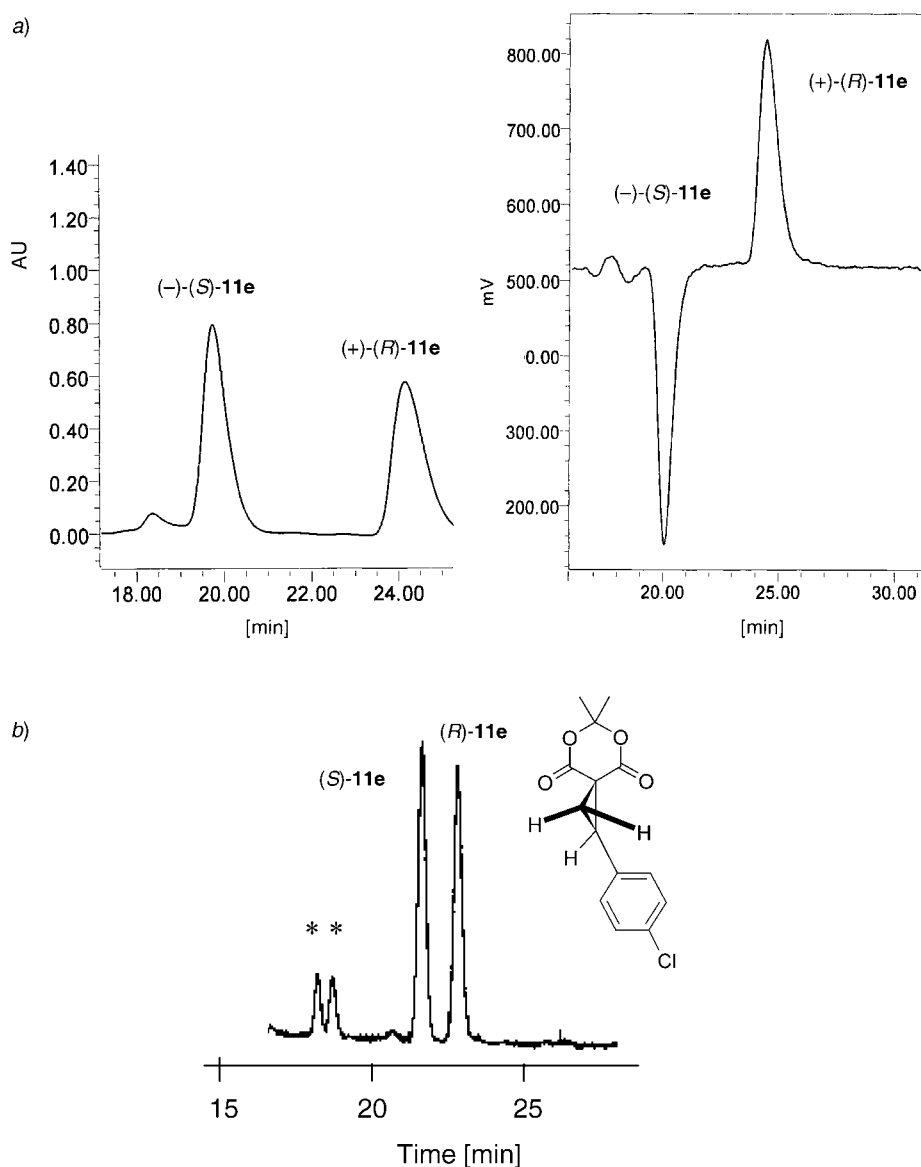 a)
AU
1.40
1.20
1.00
0.80
0.60
0.40
0.20
0.00
(–)-(S)-11e
(+)-(R)-11e
18.00 20.00 22.00 24.00
[min]
mV
800.00
700.00
600.00
500.00
0.00
300.00
200.00
(–)-(S)-11e
(+)-(R)-11e
20.00 25.00 30.00
[min]
b)
(S)-11e
(R)-11e
* *
15 20 25
Time [min]
O O
O O
H H
H
Cl